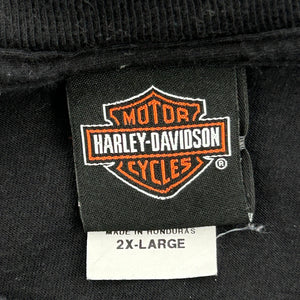 MOTOR
HARLEY-DAVIDSON
CYCLES
®
MADE IN HONDURAS
2X-LARGE